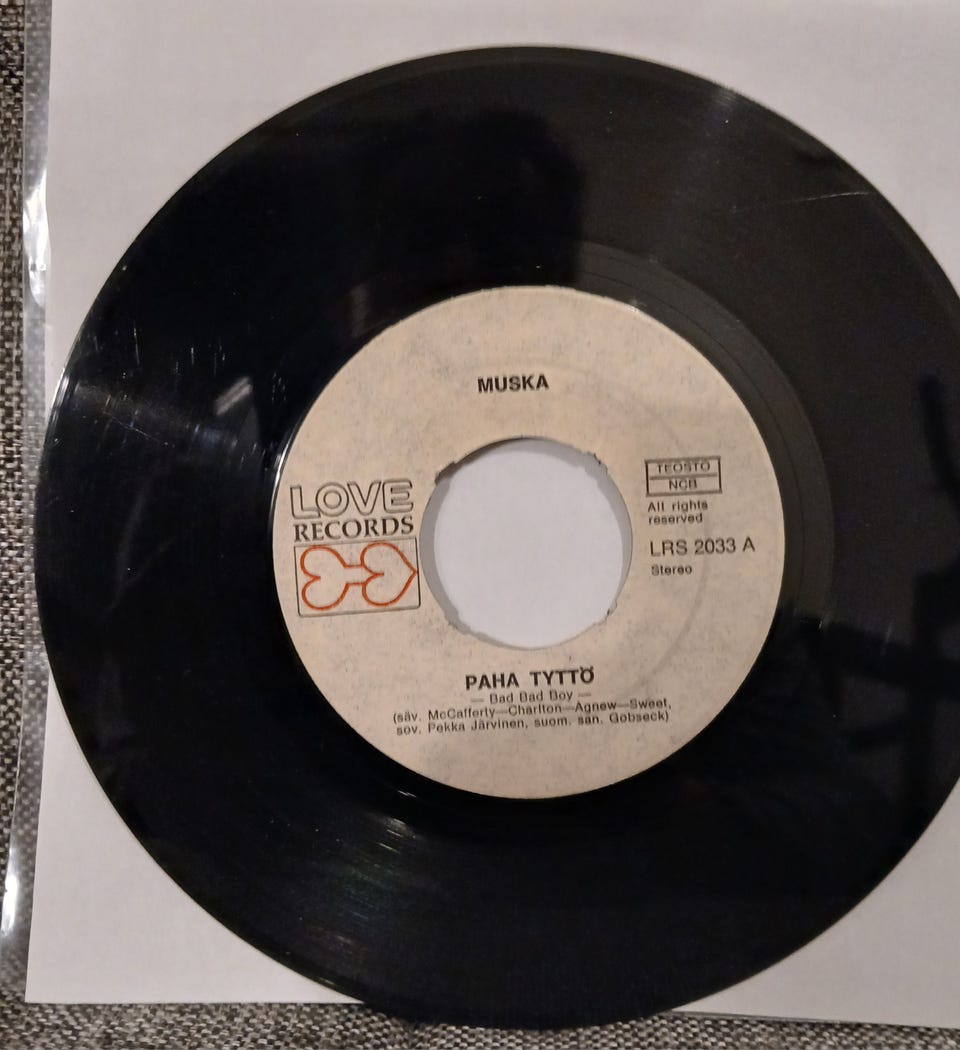 MUSKA
LOVE
RECORDS
TEOSTO
NCB
All rights
reserved
LRS 2033 A
Stereo
PAHA TYTTÖ
— Bad Bad Boy —
(säv. McCafferty—Charlton—Agnew—Sweet,
sov. Pekka Järvinen, suom. san. Gobseck)